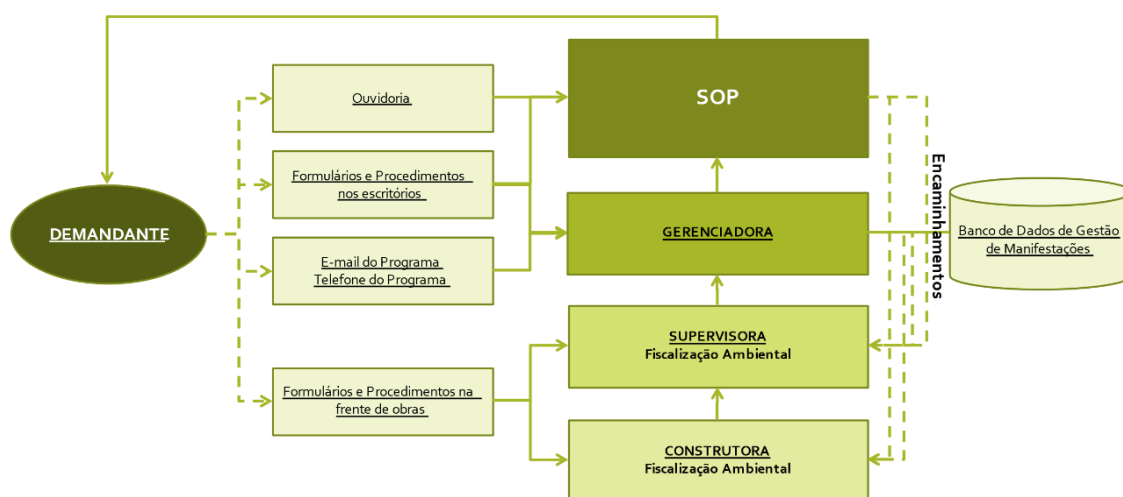 SOP
Ouvidoria
Formulários e Procedimentos
nos escritórios
DEMANDANTE
E-mail do Programa
Telefone do Programa
GERENCIADORA
Encaminhamentos
Banco de Dados de Gestão
de Manifestações
SUPERVISORA
Fiscalização Ambiental
Formulários e Procedimentos na
frente de obras
CONSTRUTORA
Fiscalização Ambiental